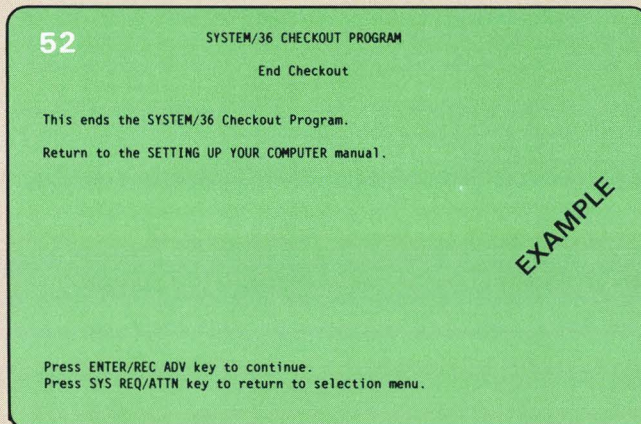 52
SYSTEM/36 CHECKOUT PROGRAM
End Checkout
This ends the SYSTEM/36 Checkout Program.
Return to the SETTING UP YOUR COMPUTER manual.
EXAMPLE
Press ENTER/REC ADV key to continue.
Press SYS REQ/ATTN key to return to selection menu.